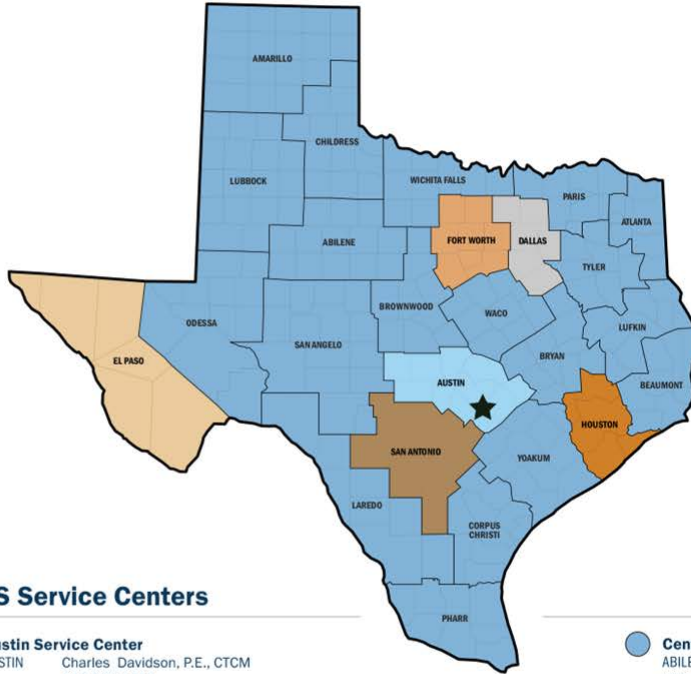 AMARILLO
CHILDRESS
LUBBOCK
WICHITA FALLS
PARIS
ATLANTA
ABILENE
FORT WORTH
DALLAS
TYLER
BROWNWOOD
WACO
ODESSA
LUFKIN
SAN ANGELO
BRYAN
EL PASO
AUSTIN
BEAUMONT
HOUSTON
SAN ANTONIO
YOAKUM
LAREDO
CORPUS
CHRISTI
PHARR
S Service Centers
ustin Service Center
STIN Charles Davidson, P.E., CTCM
Cen
ABILE